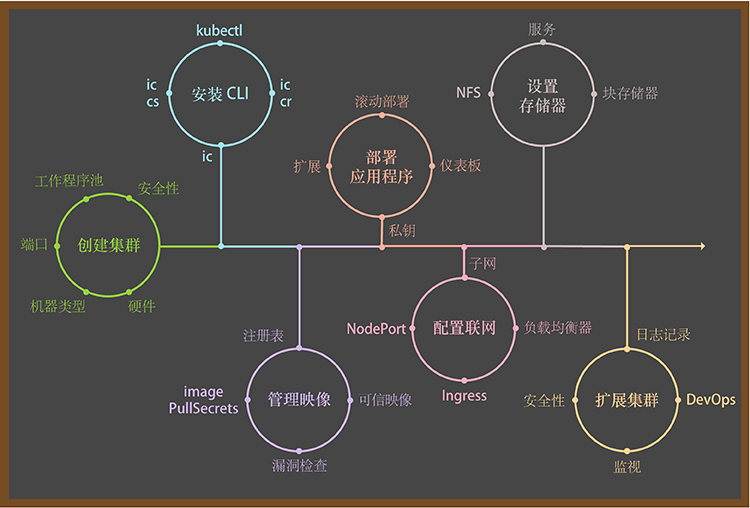 kubectl
ic
cs
安装 CLI
ic
cr
ic
服务
NFS
设置
存储器
块存储器
滚动部署
扩展
部署
应用程序
仪表板
私钥
工作程序池
安全性
端口
创建集群
机器类型
硬件
子网
NodePort
配置联网
负载均衡器
Ingress
注册表
image
PullSecrets
管理映像
可信映像
漏洞检查
日志记录
安全性
扩展集群
DevOps
监视